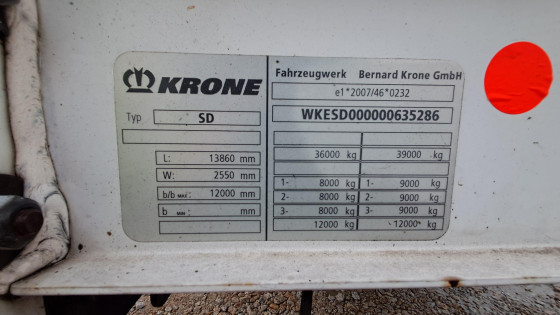 KRONE
Typ SD
L: 13860 mm
W: 2550 mm
b/b MAX: 12000 mm
b MIN: mm
Fahrzeugwerk Bernard Krone GmbH
e1*2007/46*0232
WKESD000000635286
36000 kg 39000 kg
1- 8000 kg 1- 9000 kg
2- 8000 kg 2- 9000 kg
3- 8000 kg 3- 9000 kg
12000 kg 12000 kg